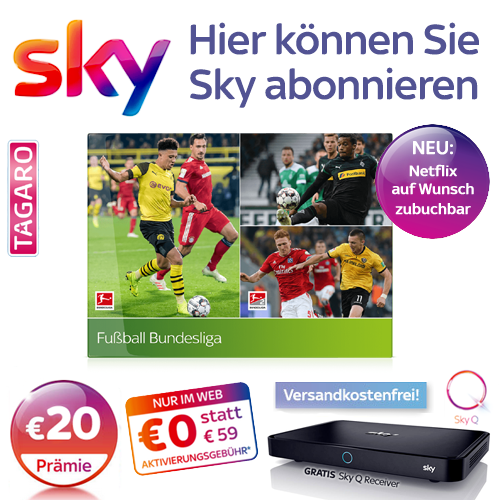 sky
Hier können Sie
Sky abonnieren
TAGARO
NEU:
Netflix
auf Wunsch
zubuchbar
Fußball Bundesliga
€20
Prämie
NUR IM WEB
€0 statt
€59
AKTIVIERUNGSGEBÜHR*
Versandkostenfrei!
Sky Q
sky
GRATIS Sky Q Receiver